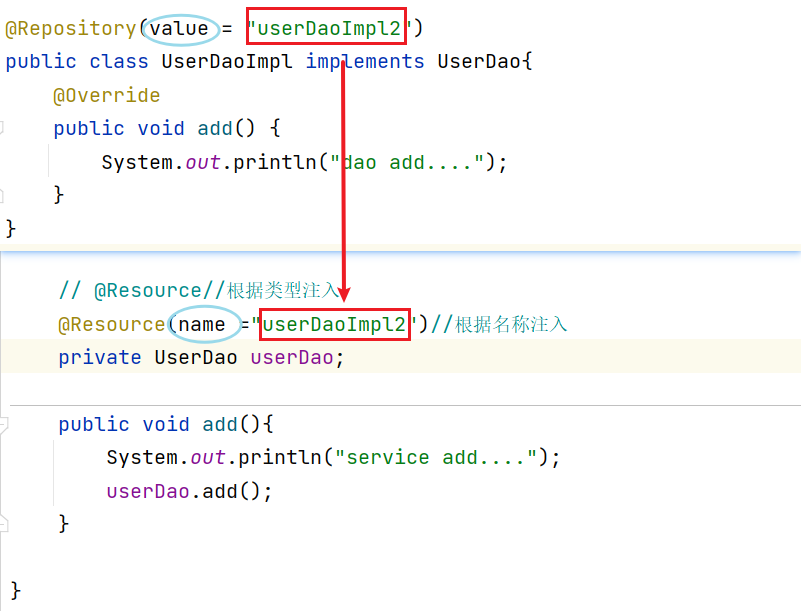 @Repository(value = "userDaoImpl2")
public class UserDaoImpl implements UserDao{
@Override
public void add() {
System.out.println("dao add....");
}
}
// @Resource//根据类型注入
@Resource(name ="userDaoImpl2")//根据名称注入
private UserDao userDao;
public void add(){
System.out.println("service add....");
userDao.add();
}
}